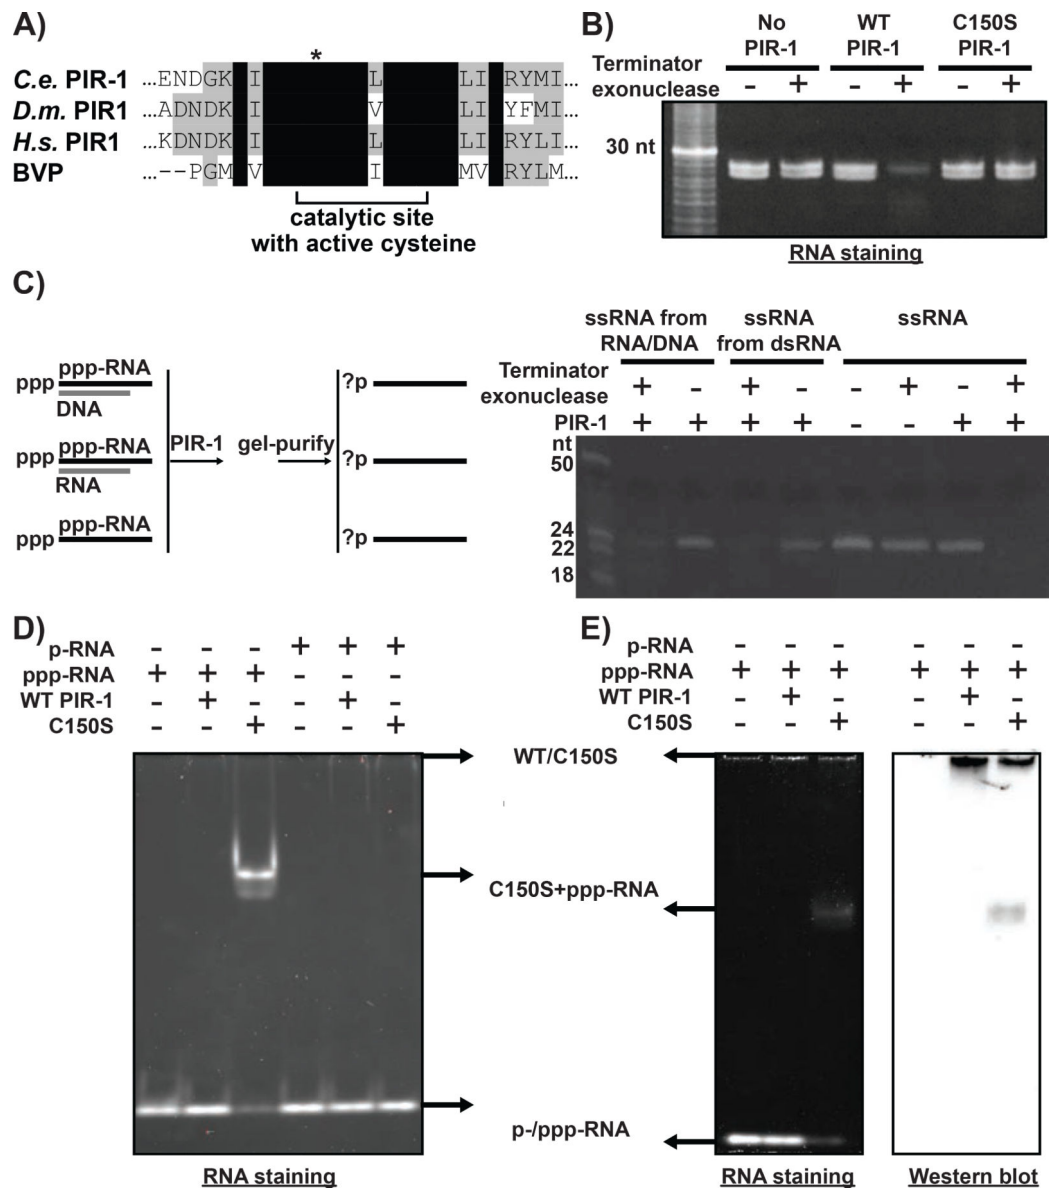 A)
*
C.e. PIR-1 ...ENDGK I L LI RYMI...
D.m. PIR1 ...ADNDK I V LI YFMI...
H.s. PIR1 ...KDNDK I L LI RYLI...
BVP ...--PGM V I MV RYLM...
catalytic site
with active cysteine
B)
No PIR-1 WT PIR-1 C150S PIR-1
Terminator exonuclease - + - + - +
30 nt
RNA staining
C)
ppp ppp-RNA
DNA
ppp ppp-RNA
RNA
ppp ppp-RNA
PIR-1 gel-purify
?p
?p
?p
ssRNA from RNA/DNA ssRNA from dsRNA ssRNA
Terminator exonuclease + - + - - + - +
PIR-1 + + + + - - + +
nt
50
24
22
18
D)
p-RNA - - - + + +
ppp-RNA + + + - - -
WT PIR-1 - + - - + -
C150S - - + - - +
WT/C150S
C150S+ppp-RNA
p-/ppp-RNA
RNA staining
E)
p-RNA - - - - - -
ppp-RNA + + + + + +
WT PIR-1 - + - - + -
C150S - - + - - +
RNA staining
Western blot